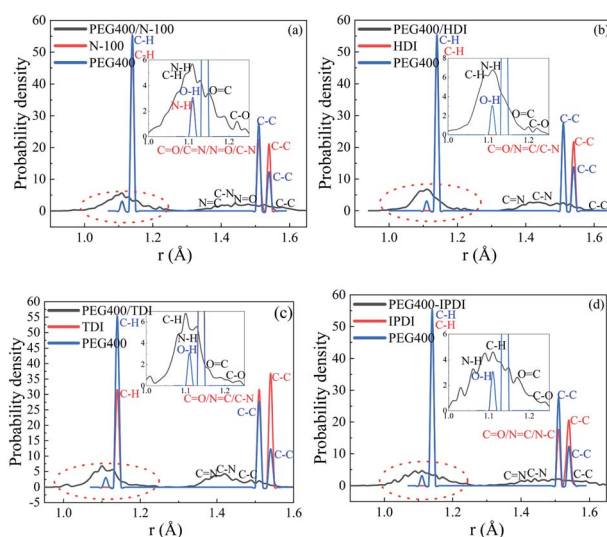 (a)
PEG400/N-100
N-100
PEG400
C-H
C-H
N-H
C-H
O-H
N-H
O=C
C-O
C=O/C=N/N=O/C-N
C-C
C-C
C-C
N=C
C-N
N=O
C-C
Probability density
r (Å)
(b)
PEG400/HDI
HDI
PEG400
C-H
C-H
N-H
C-H
O-H
O=C
C-O
C=O/N=C/C-N
C-C
C-C
C-C
C=N
C-N
C-C
Probability density
r (Å)
(c)
PEG400/TDI
TDI
PEG400
C-H
C-H
C-H
N-H
O-H
O=C
C-O
C=O/N=C/C-N
C-C
C-C
C-C
C=N
C-N
C-C
Probability density
r (Å)
(d)
PEG400-IPDI
IPDI
PEG400
C-H
C-H
C-H
N-H
O-H
O=C
C-O
C=O/N=C/N-C
C-C
C-C
C-C
C=N
C-N
C-C
Probability density
r (Å)